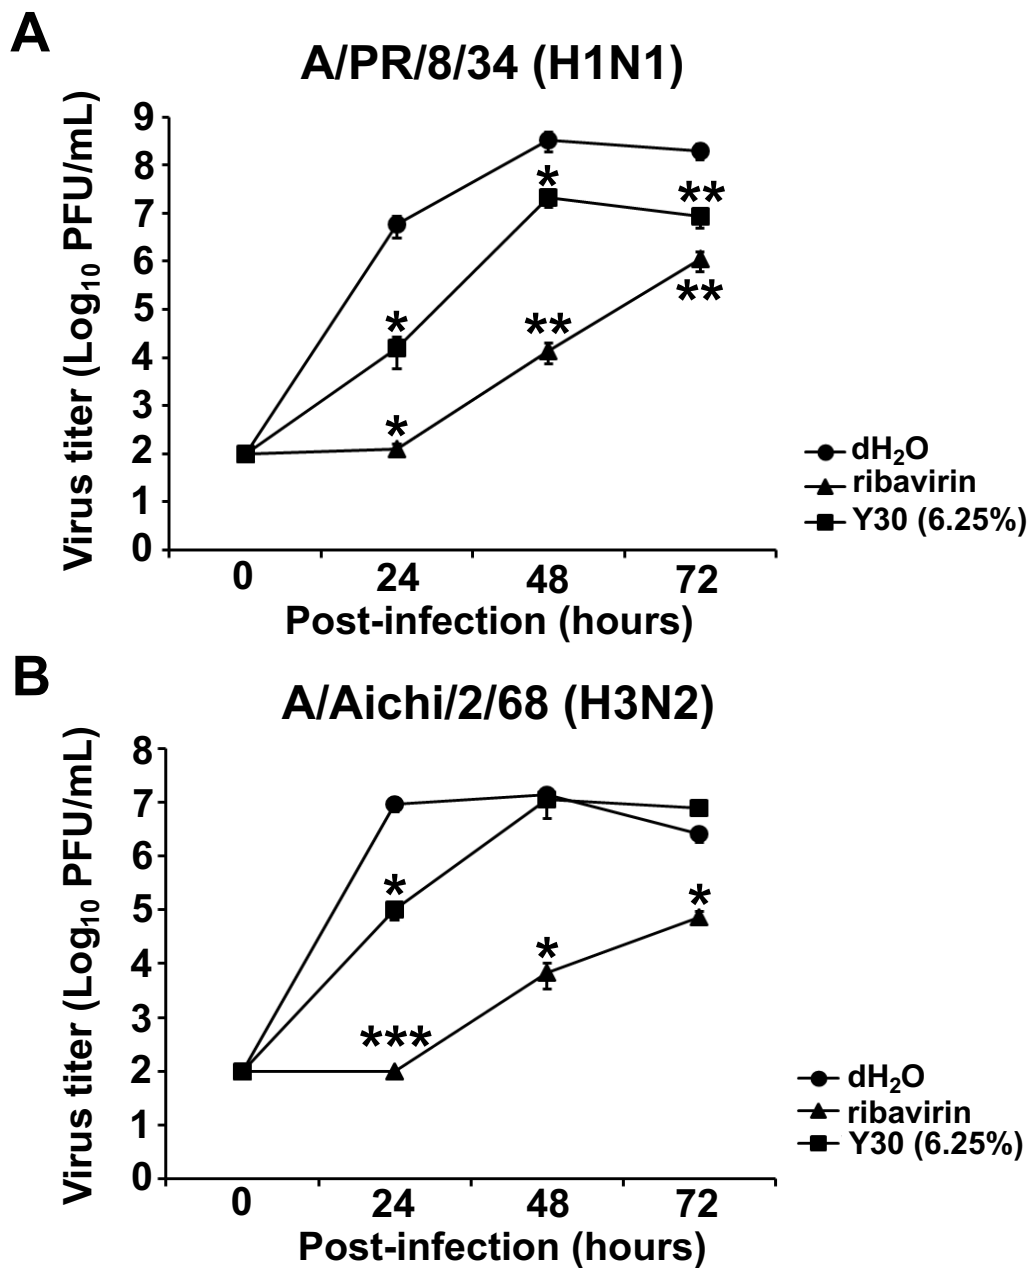 A
A/PR/8/34 (H1N1)
Virus titer (Log₁₀ PFU/mL)
9
8
7
6
5
4
3
2
1
0
*
*
**
*
**
**
0 24 48 72
Post-infection (hours)
dH₂O
ribavirin
Y30 (6.25%)
B
A/Aichi/2/68 (H3N2)
Virus titer (Log₁₀ PFU/mL)
8
7
6
5
4
3
2
1
0
*
***
*
*
0 24 48 72
Post-infection (hours)
dH₂O
ribavirin
Y30 (6.25%)